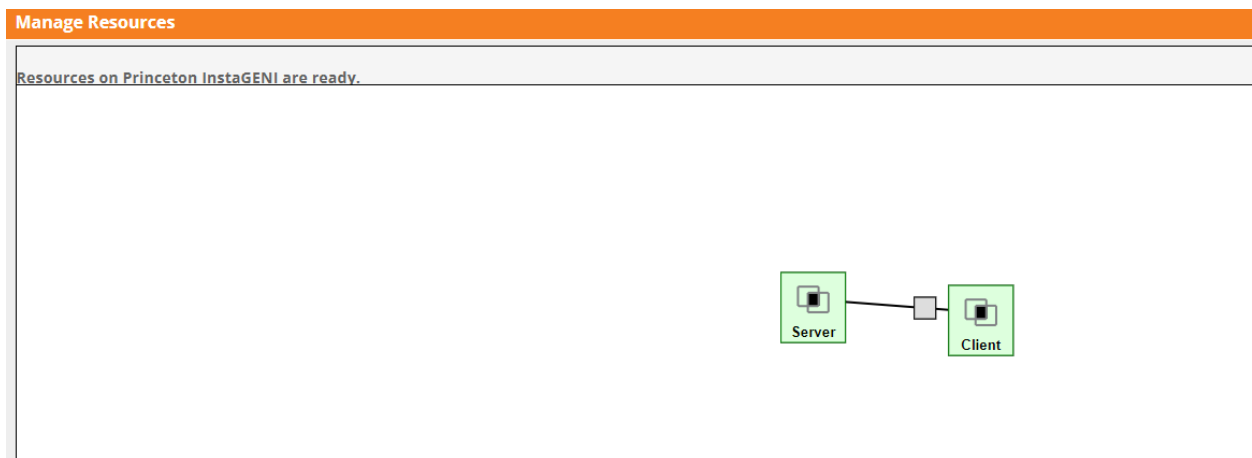 Manage Resources
Resources on Princeton InstaGENI are ready.
Server
Client